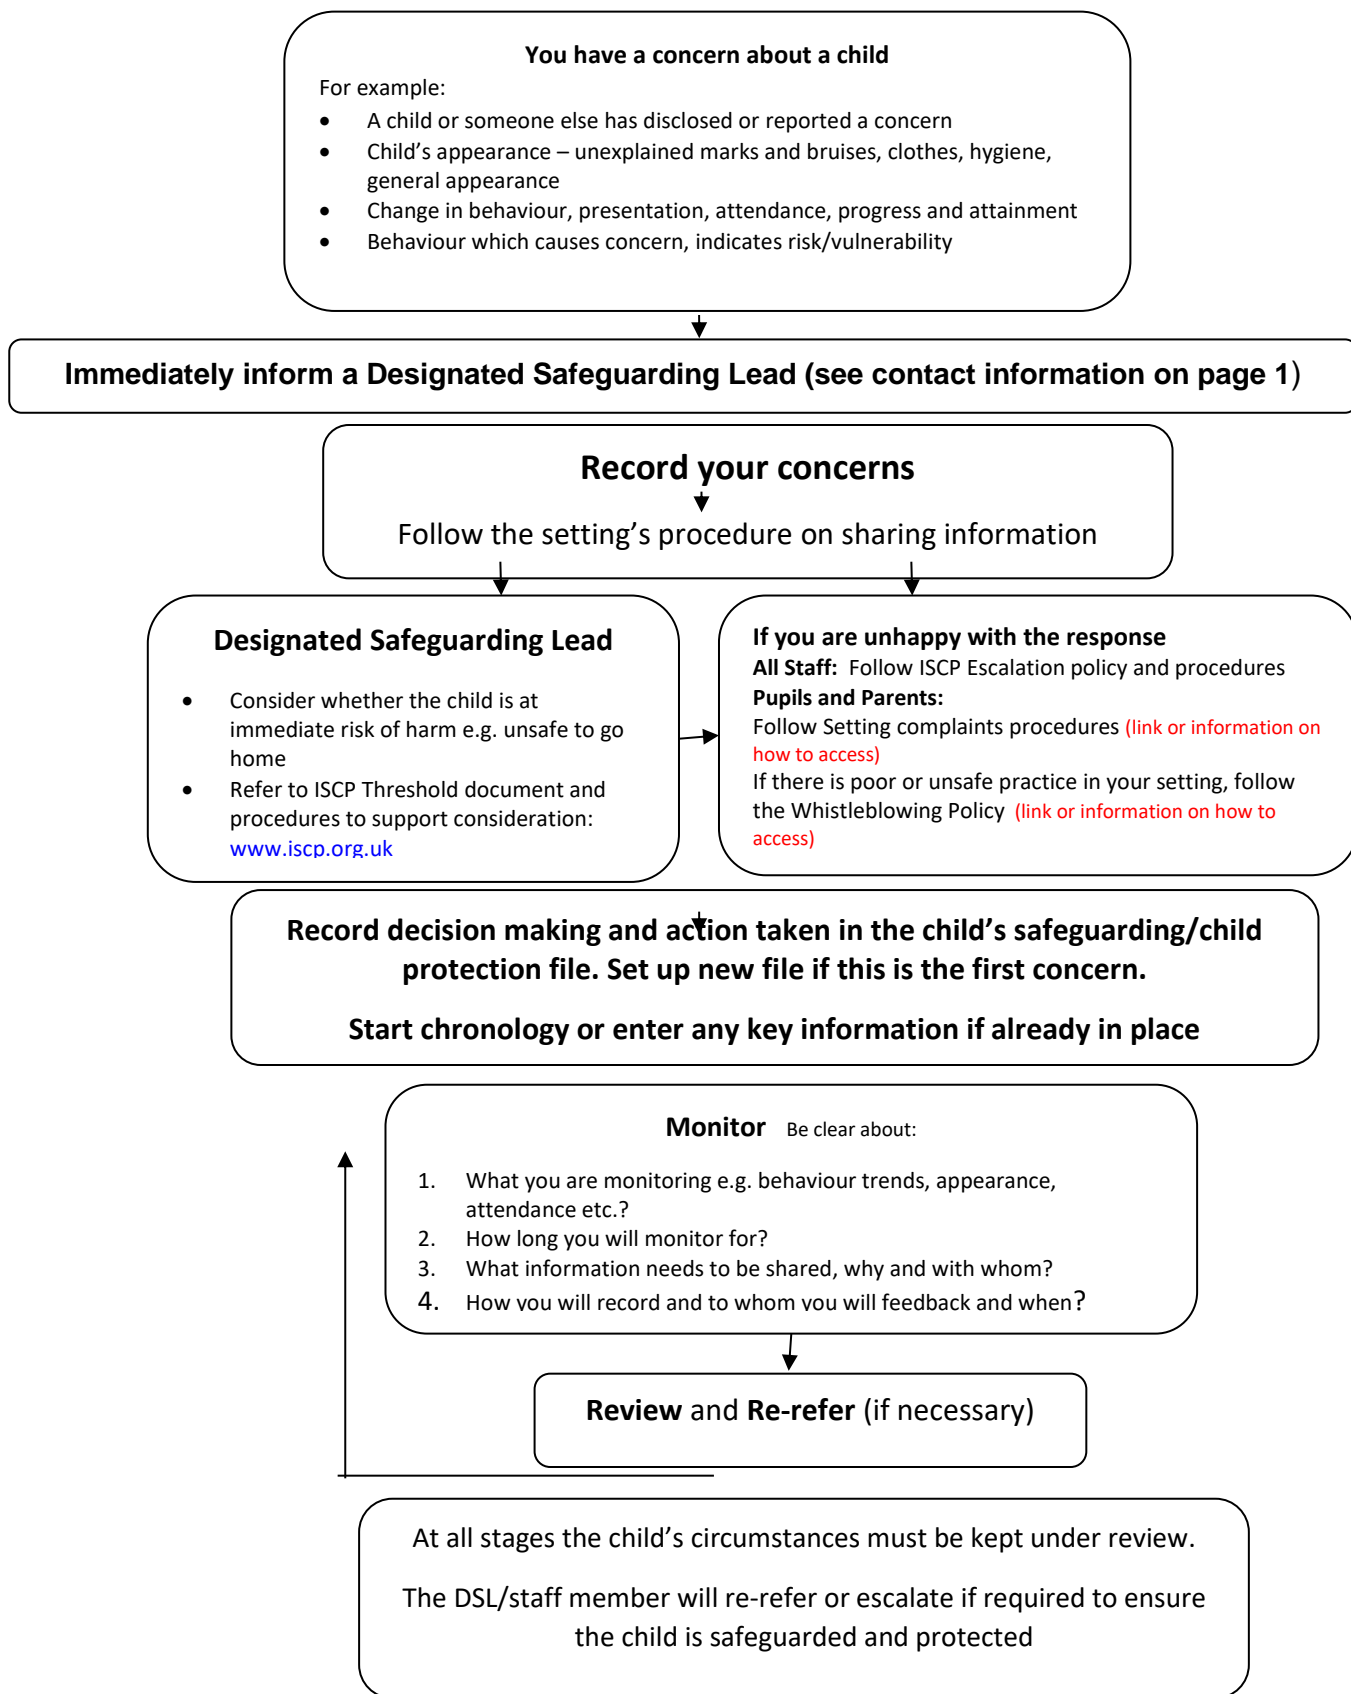 You have a concern about a child
For example:
• A child or someone else has disclosed or reported a concern
• Child’s appearance – unexplained marks and bruises, clothes, hygiene,
general appearance
• Change in behaviour, presentation, attendance, progress and attainment
• Behaviour which causes concern, indicates risk/vulnerability
Immediately inform a Designated Safeguarding Lead (see contact information on page 1)
Record your concerns
Follow the setting’s procedure on sharing information
Designated Safeguarding Lead
• Consider whether the child is at
immediate risk of harm e.g. unsafe to go
home
• Refer to ISCP Threshold document and
procedures to support consideration:
www.iscp.org.uk
If you are unhappy with the response
All Staff: Follow ISCP Escalation policy and procedures
Pupils and Parents:
Follow Setting complaints procedures (link or information on
how to access)
If there is poor or unsafe practice in your setting, follow
the Whistleblowing Policy (link or information on how to
access)
Record decision making and action taken in the child’s safeguarding/child
protection file. Set up new file if this is the first concern.
Start chronology or enter any key information if already in place
Monitor Be clear about:
1. What you are monitoring e.g. behaviour trends, appearance,
attendance etc.?
2. How long you will monitor for?
3. What information needs to be shared, why and with whom?
4. How you will record and to whom you will feedback and when?
Review and Re-refer (if necessary)
At all stages the child’s circumstances must be kept under review.
The DSL/staff member will re-refer or escalate if required to ensure
the child is safeguarded and protected